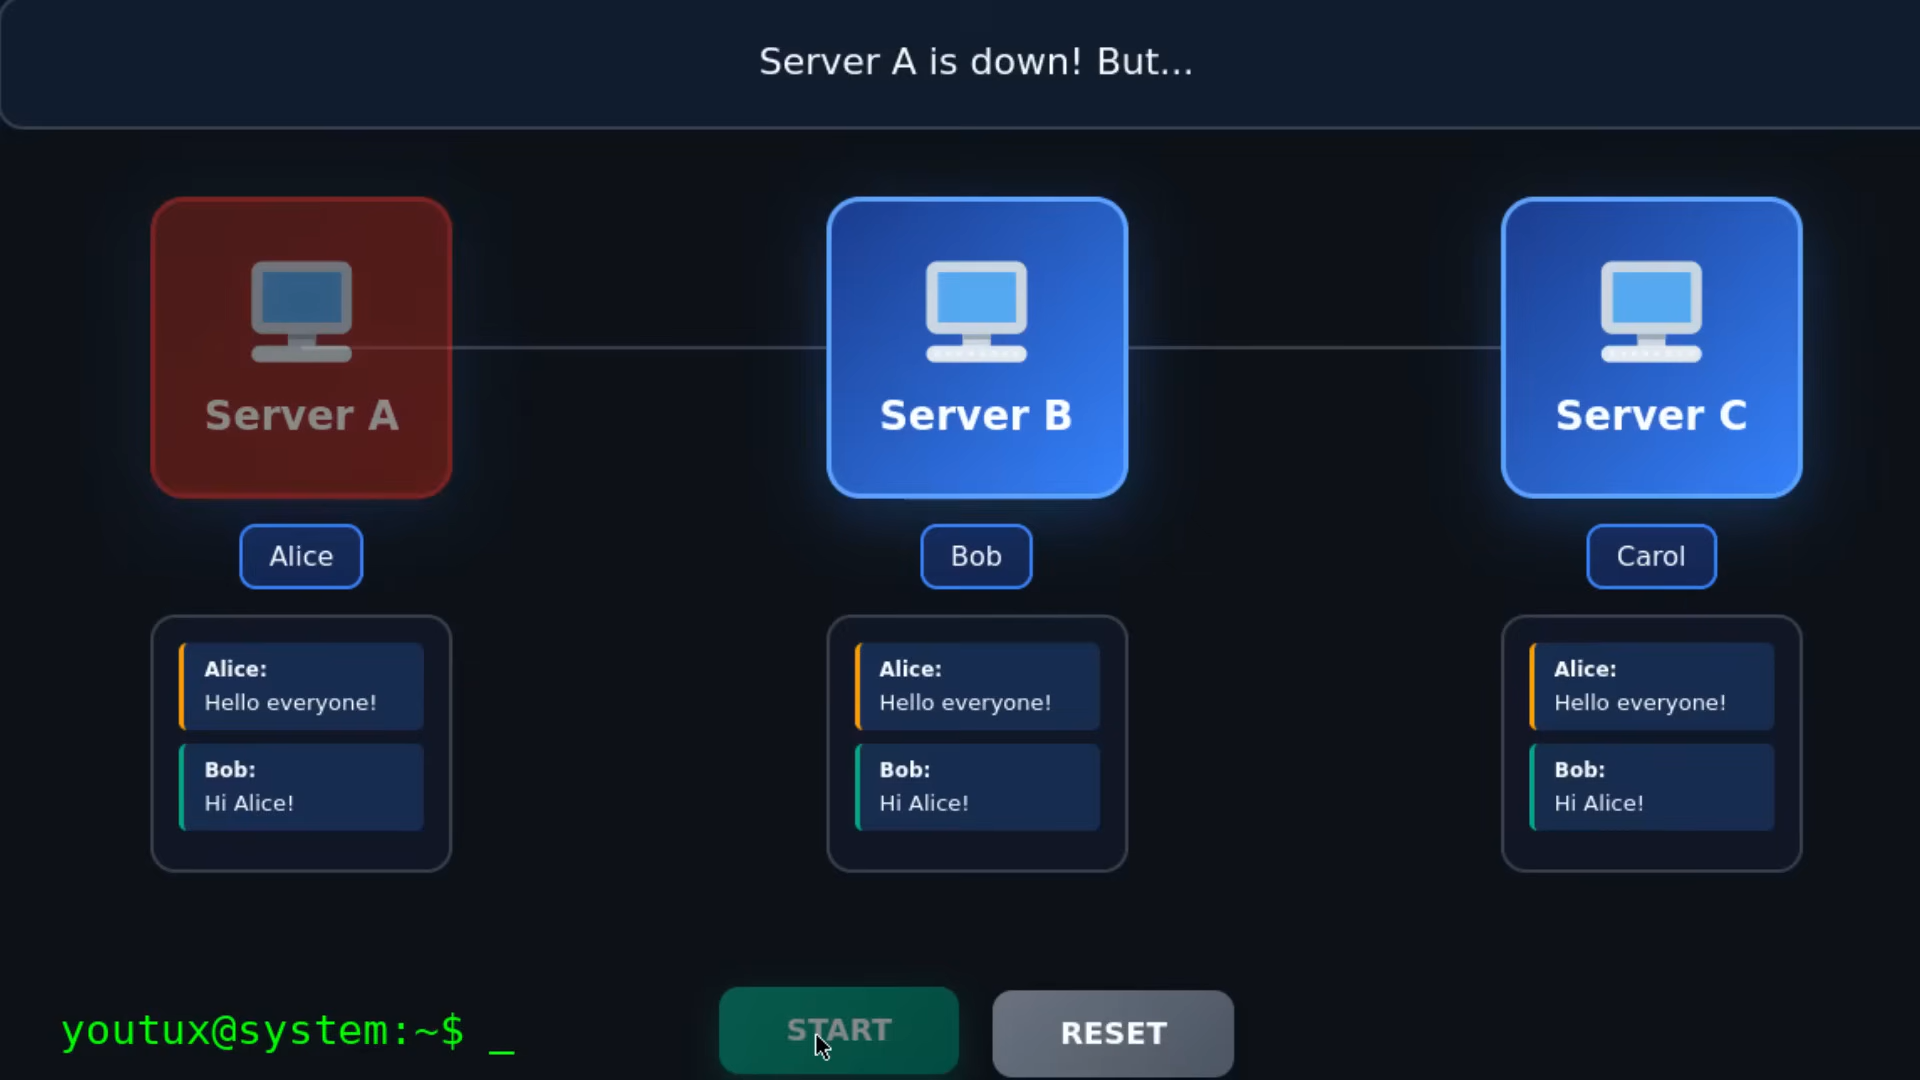 Server A is down! But...
Server A
Server B
Server C
Alice
Bob
Carol
Alice:
Hello everyone!
Bob:
Hi Alice!
Alice:
Hello everyone!
Bob:
Hi Alice!
Alice:
Hello everyone!
Bob:
Hi Alice!
youtux@system:~$ _
START
RESET